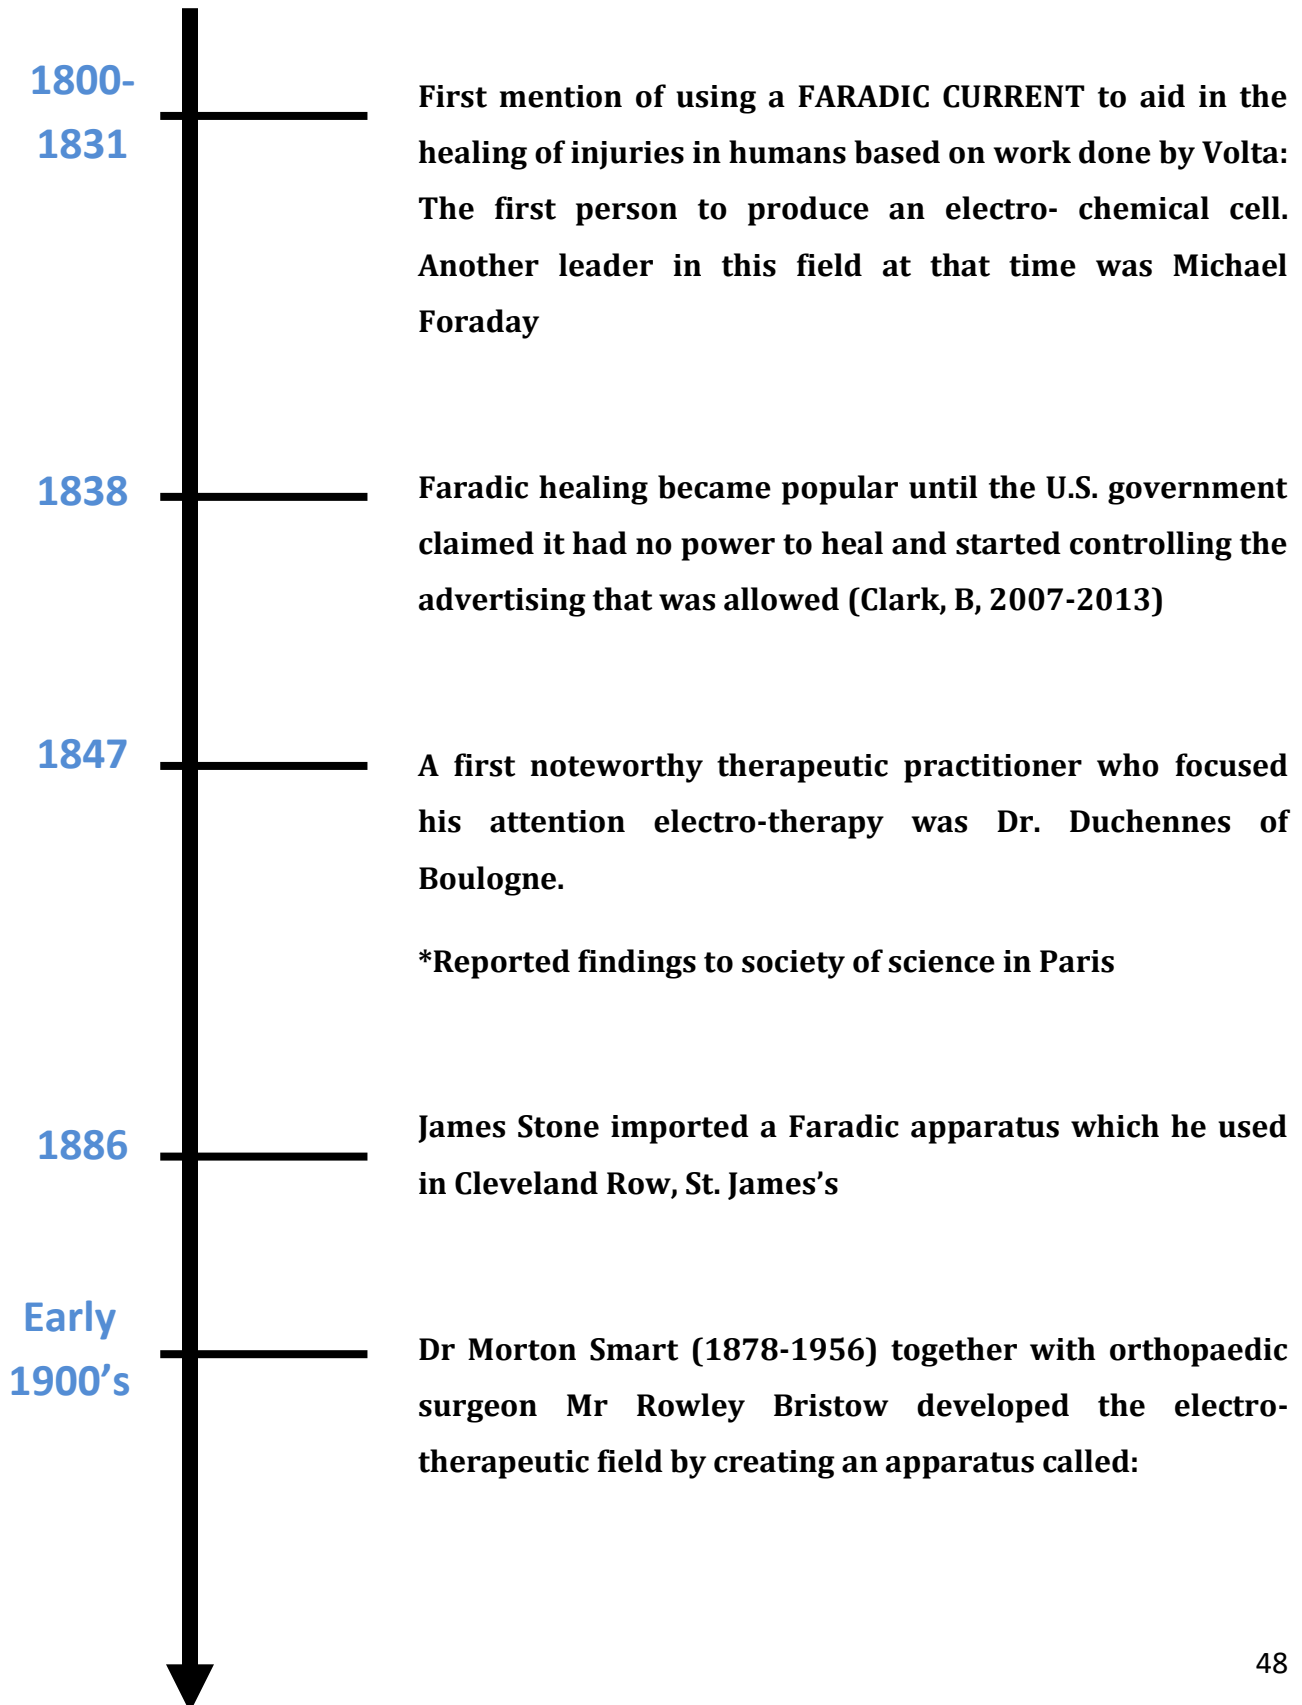 1800-
1831
First mention of using a FARADIC CURRENT to aid in the
healing of injuries in humans based on work done by Volta:
The first person to produce an electro- chemical cell.
Another leader in this field at that time was Michael
Foraday
1838
Faradic healing became popular until the U.S. government
claimed it had no power to heal and started controlling the
advertising that was allowed (Clark, B, 2007-2013)
1847
A first noteworthy therapeutic practitioner who focused
his attention electro-therapy was Dr. Duchennes of
Boulogne.
*Reported findings to society of science in Paris
1886
James Stone imported a Faradic apparatus which he used
in Cleveland Row, St. James’s
Early
1900’s
Dr Morton Smart (1878-1956) together with orthopaedic
surgeon Mr Rowley Bristow developed the electro-
therapeutic field by creating an apparatus called:
48